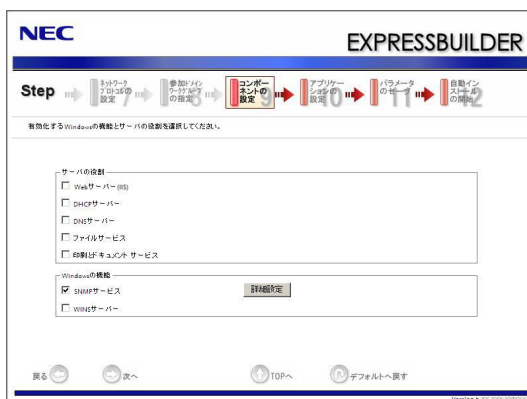 NEC
EXPRESSBUILDER
Step
ネットワーク
プロトコルの
設定
7
参加ドメイン
ワークグループ
の指定
8
コンポー
ネントの
設定
9
アプリケー
ションの
設定
10
パラメータ
のセーブ
11
自動イン
ストール
の開始
12
有効化するWindowsの機能とサーバの役割を選択してください。
サーバの役割
Webサーバー(IIS)
DHCPサーバー
DNSサーバー
ファイルサービス
印刷とドキュメント サービス
Windowsの機能
SNMPサービス
詳細設定
WINSサーバー
戻る
次へ
TOPへ
デフォルトへ戻す